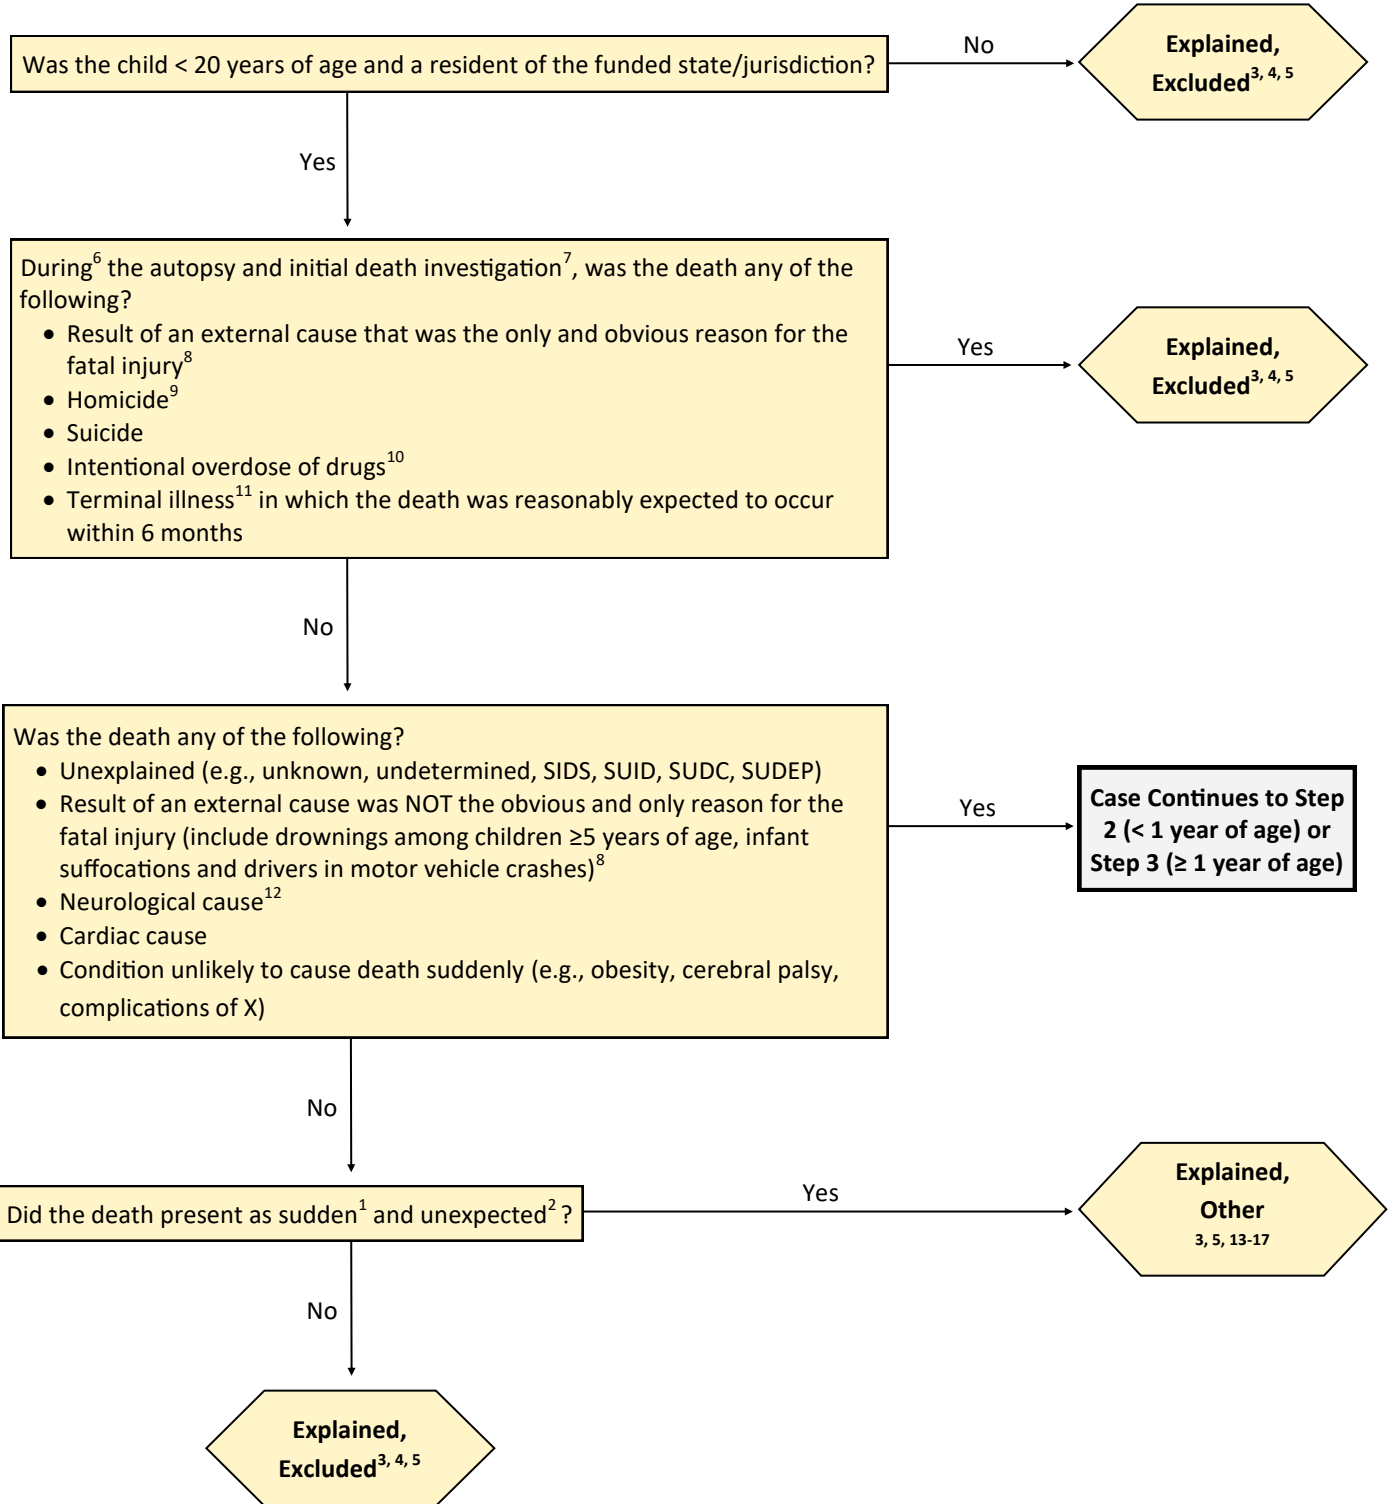 Was the child < 20 years of age and a resident of the funded state/jurisdiction?
No
Explained,
Excluded3, 4, 5
Yes
During6 the autopsy and initial death investigation7, was the death any of the
following?
• Result of an external cause that was the only and obvious reason for the
fatal injury8
• Homicide9
• Suicide
• Intentional overdose of drugs10
• Terminal illness11 in which the death was reasonably expected to occur
within 6 months
Yes
Explained,
Excluded3, 4, 5
No
Was the death any of the following?
• Unexplained (e.g., unknown, undetermined, SIDS, SUID, SUDC, SUDEP)
• Result of an external cause was NOT the obvious and only reason for the
fatal injury (include drownings among children ≥5 years of age, infant
suffocations and drivers in motor vehicle crashes)8
• Neurological cause12
• Cardiac cause
• Condition unlikely to cause death suddenly (e.g., obesity, cerebral palsy,
complications of X)
Yes
Case Continues to Step
2 (< 1 year of age) or
Step 3 (≥ 1 year of age)
No
Did the death present as sudden1 and unexpected2 ?
Yes
Explained,
Other
3, 5, 13-17
No
Explained,
Excluded3, 4, 5